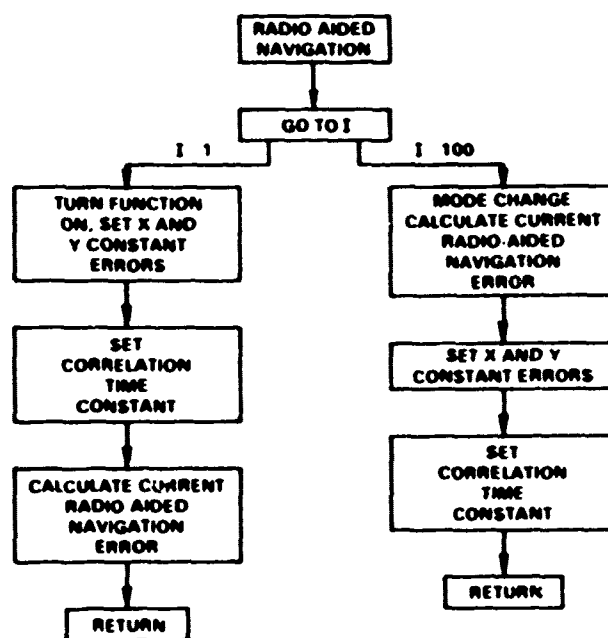 RADIO AIDED
NAVIGATION
GO TO I
I 1
I 100
TURN FUNCTION
ON, SET X AND
Y CONSTANT
ERRORS
SET
CORRELATION
TIME
CONSTANT
CALCULATE CURRENT
RADIO AIDED
NAVIGATION
ERROR
RETURN
MODE CHANGE
CALCULATE CURRENT
RADIO-AIDED
NAVIGATION
ERROR
SET X AND Y
CONSTANT ERRORS
SET
CORRELATION
TIME
CONSTANT
RETURN